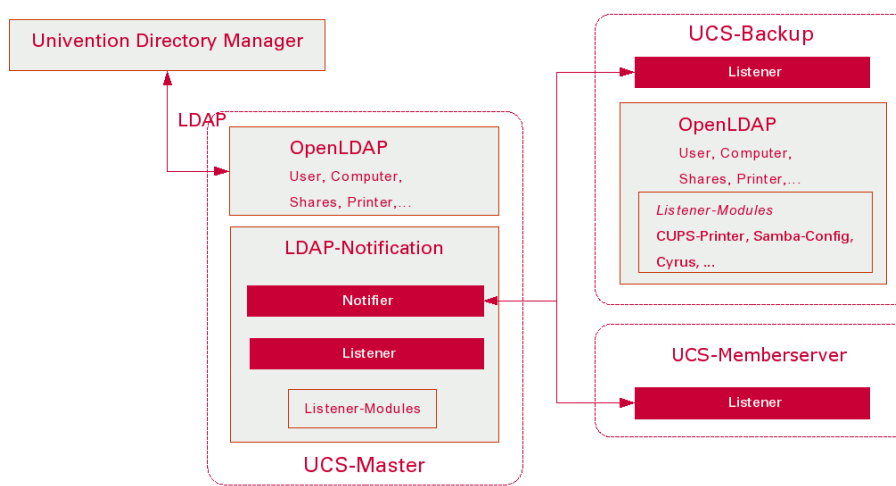 Univention Directory Manager
LDAP
OpenLDAP
User, Computer,
Shares, Printer,...
LDAP-Notification
Notifier
Listener
Listener-Modules
UCS-Master
UCS-Backup
Listener
OpenLDAP
User, Computer,
Shares, Printer,...
Listener-Modules
CUPS-Printer, Samba-Config,
Cyrus, ...
UCS-Memberserver
Listener